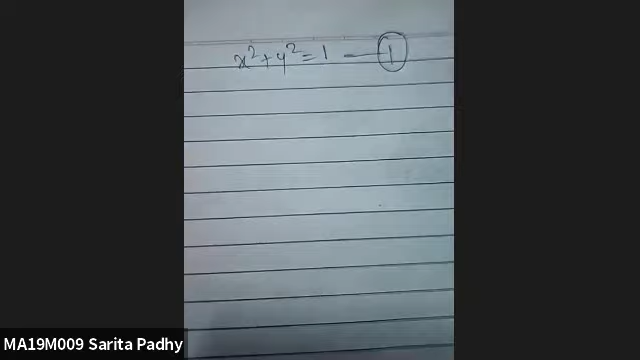 x² + y² = 1 — ①
MA19M009 Sarita Padhy